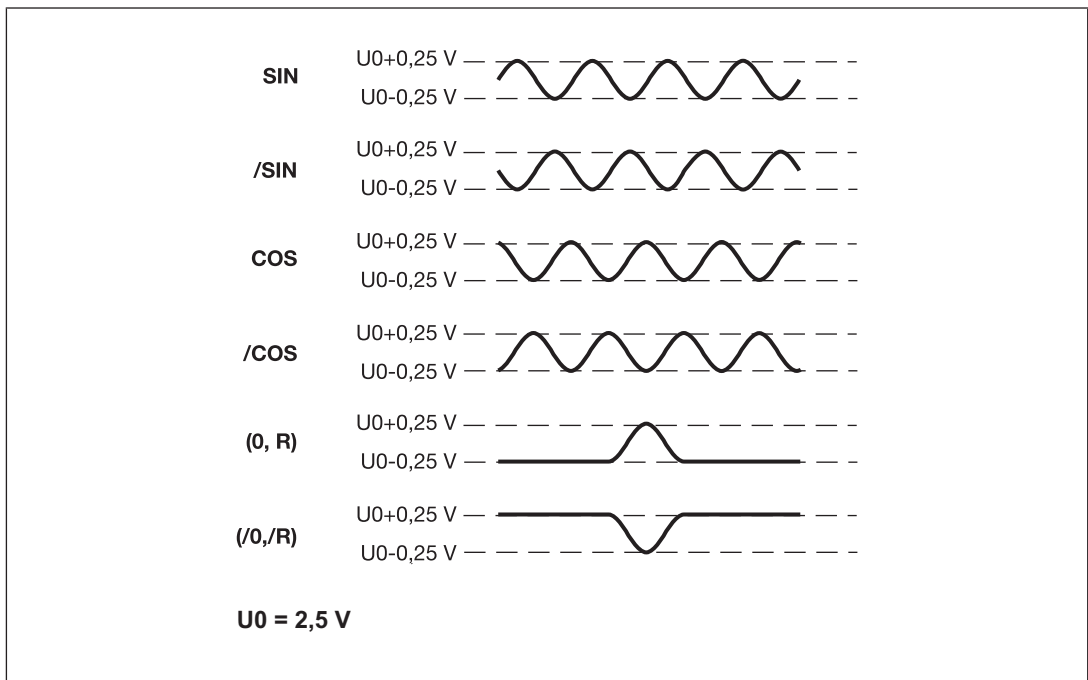 SIN
U0+0,25 V
U0-0,25 V
/SIN
U0+0,25 V
U0-0,25 V
COS
U0+0,25 V
U0-0,25 V
/COS
U0+0,25 V
U0-0,25 V
(0, R)
U0+0,25 V
U0-0,25 V
(/0,/R)
U0+0,25 V
U0-0,25 V
U0 = 2,5 V